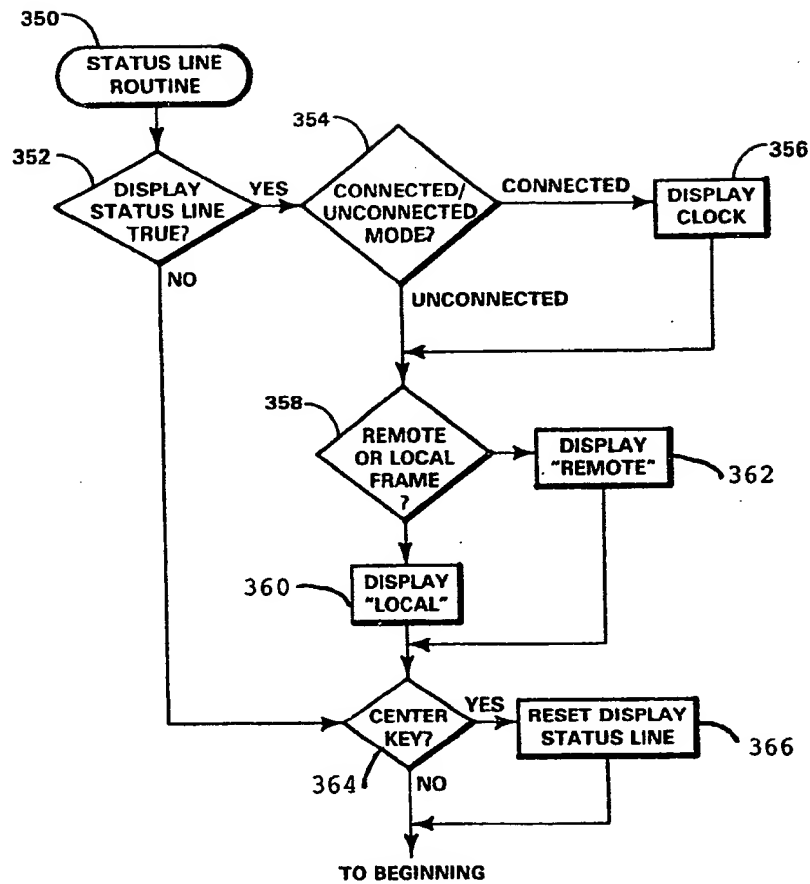 350
STATUS LINE
ROUTINE
352
DISPLAY
STATUS LINE
TRUE?
YES
NO
354
CONNECTED/
UNCONNECTED
MODE?
CONNECTED
356
DISPLAY
CLOCK
UNCONNECTED
358
REMOTE
OR LOCAL
FRAME
?
DISPLAY
"REMOTE"
362
360
DISPLAY
"LOCAL"
CENTER
KEY?
364
YES
RESET DISPLAY
STATUS LINE
366
NO
TO BEGINNING